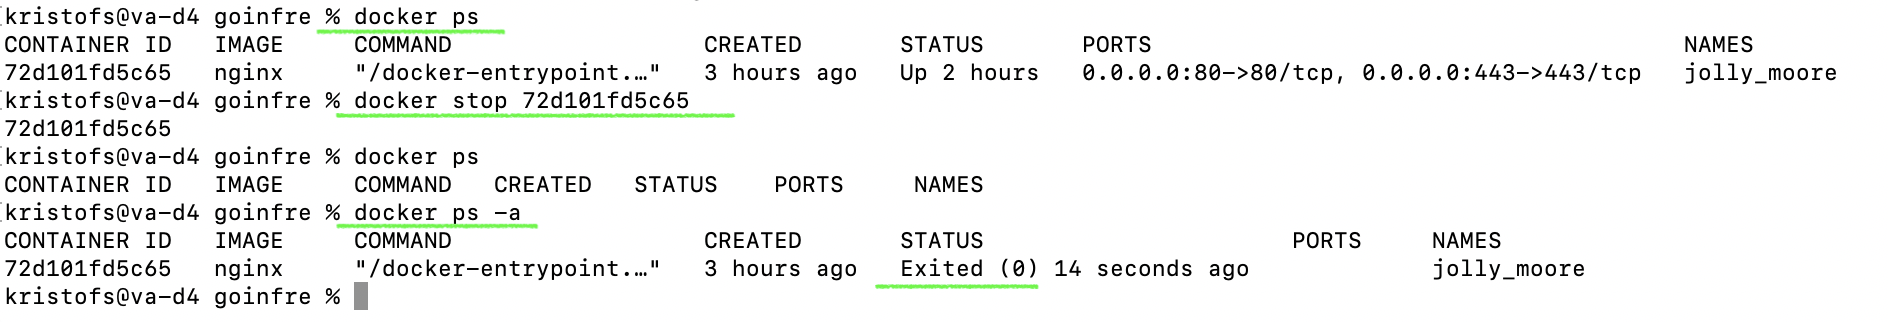 kristofs@va-d4 goinfre % docker ps
CONTAINER ID   IMAGE     COMMAND                  CREATED       STATUS       PORTS                                      NAMES
72d101fd5c65   nginx     "/docker-entrypoint.…"   3 hours ago   Up 2 hours   0.0.0.0:80->80/tcp, 0.0.0.0:443->443/tcp   jolly_moore
kristofs@va-d4 goinfre % docker stop 72d101fd5c65
72d101fd5c65
kristofs@va-d4 goinfre % docker ps
CONTAINER ID   IMAGE     COMMAND   CREATED   STATUS    PORTS     NAMES
kristofs@va-d4 goinfre % docker ps -a
CONTAINER ID   IMAGE     COMMAND                  CREATED       STATUS                      PORTS     NAMES
72d101fd5c65   nginx     "/docker-entrypoint.…"   3 hours ago   Exited (0) 14 seconds ago             jolly_moore
kristofs@va-d4 goinfre %